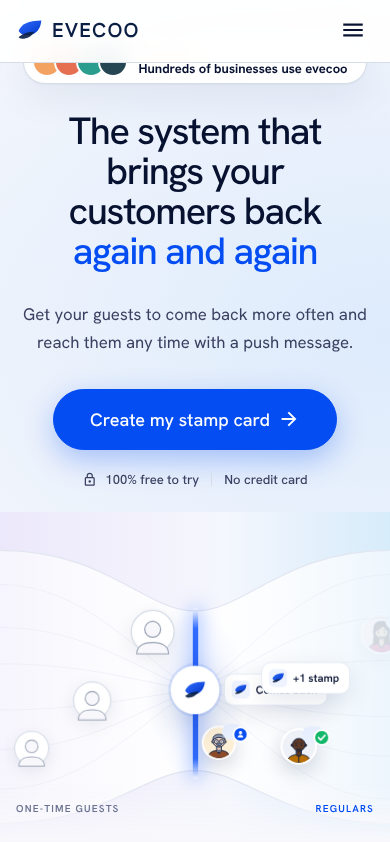 EVECOO
Hundreds of businesses use evecoo
The system that
brings your
customers back
again and again
Get your guests to come back more often and
reach them any time with a push message.
Create my stamp card
100% free to try
No credit card
+1 stamp
ONE-TIME GUESTS
REGULARS